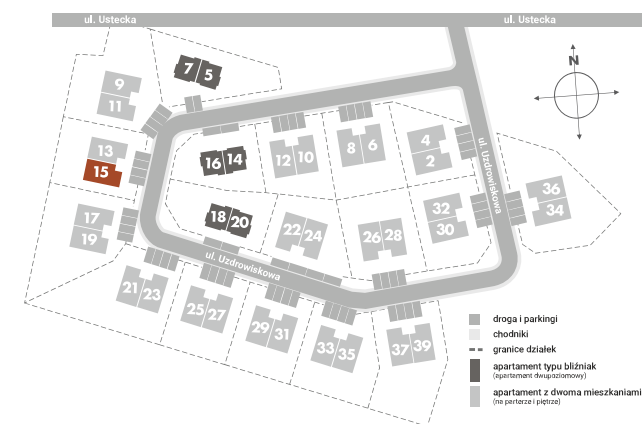 ul. Ustecka
ul. Ustecka
7 5
N
9
11
4
2
8 6
12 10
16 14
13
15
ul. Uzdrowiskowa
36
34
32
30
17
19
18 20
22 24
26 28
ul. Uzdrowiskowa
21 23
25 27
29 31
33 35
37 39
droga i parkingi
chodniki
granice działek
apartament typu bliźniak
(apartament dwupoziomowy)
apartament z dwoma mieszkaniami
(na parterze i piętrze)